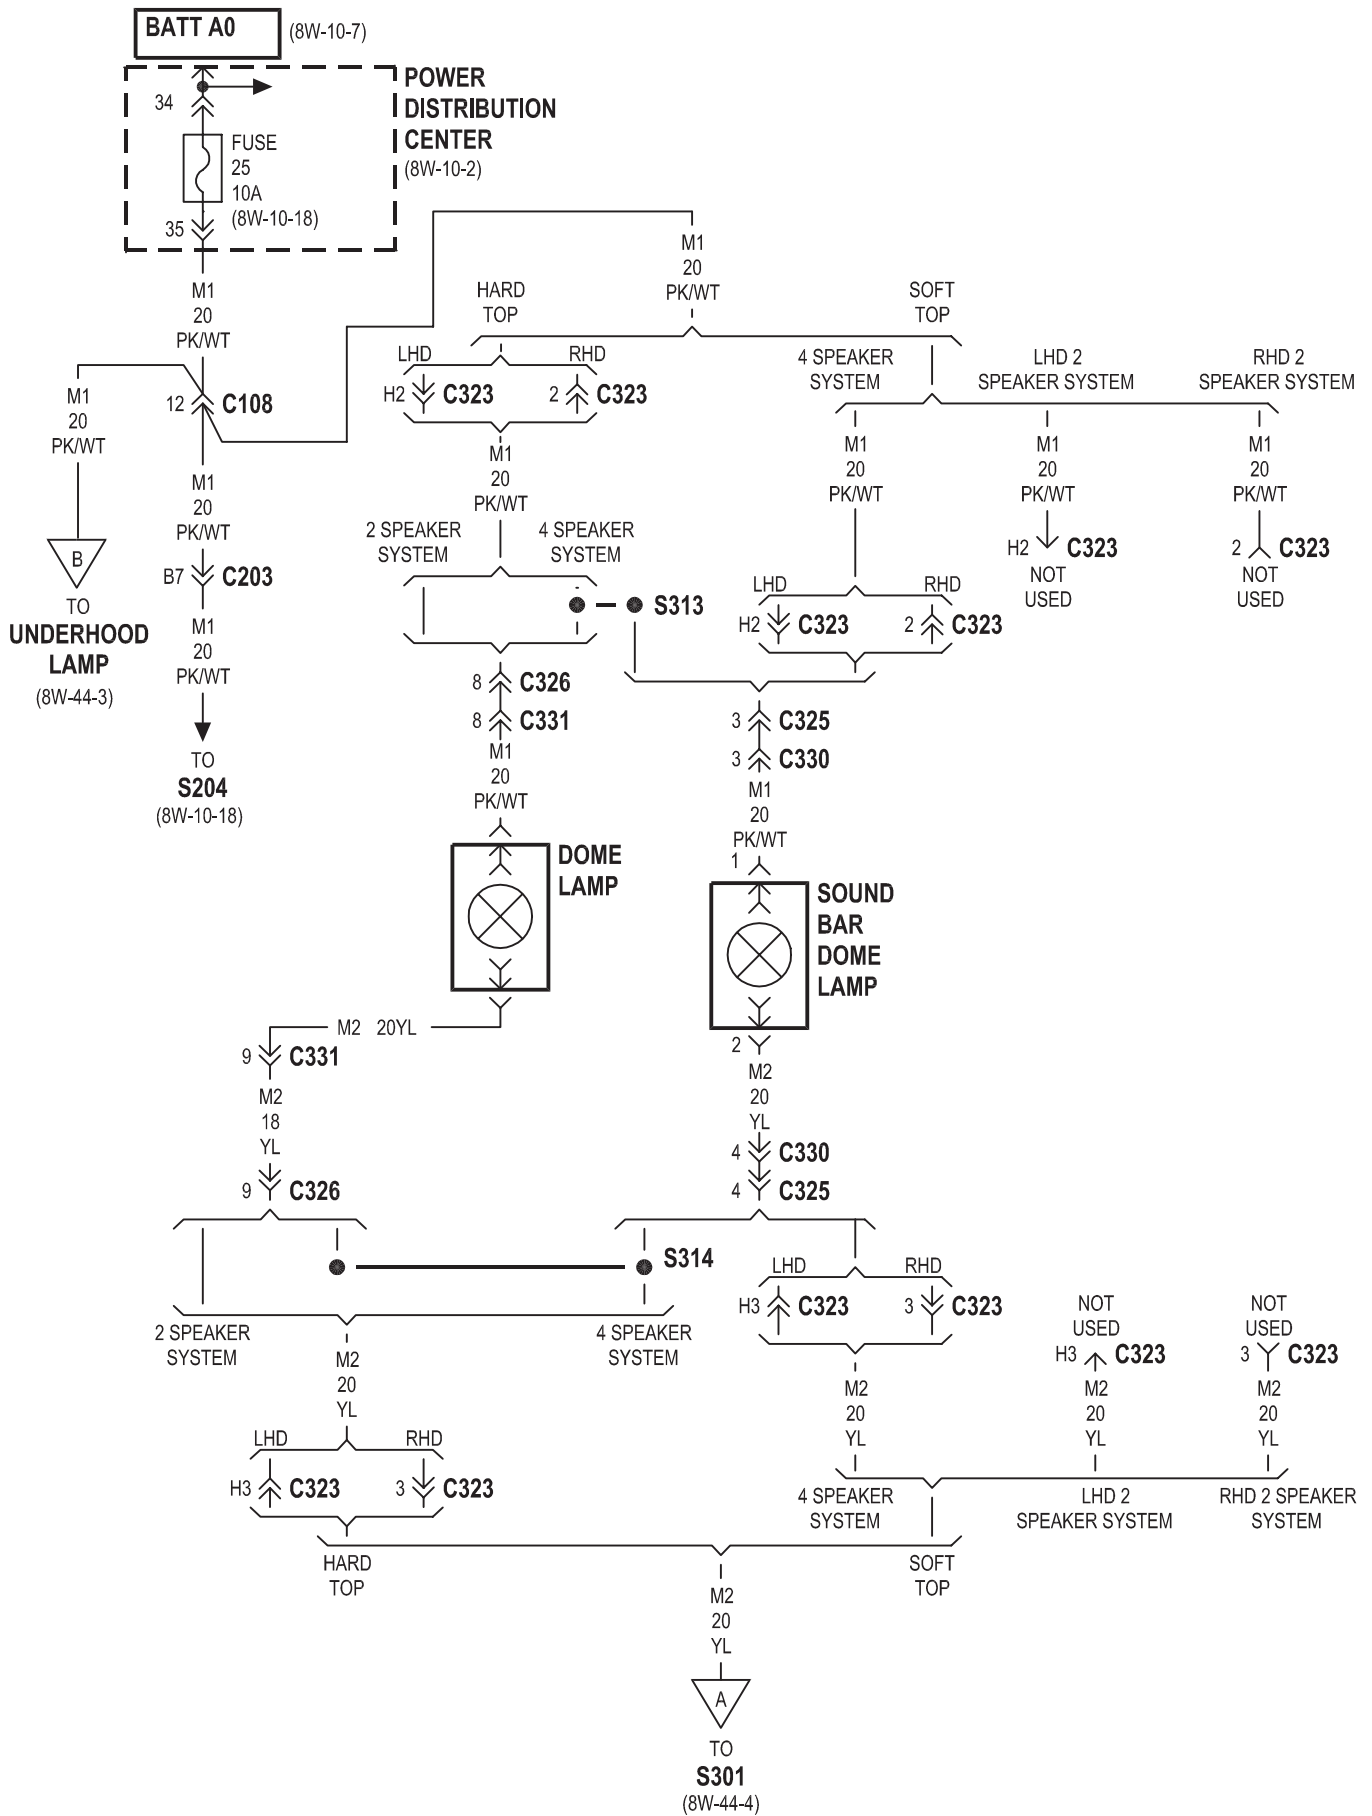 BATT A0 (8W-10-7)
POWER
DISTRIBUTION
CENTER
(8W-10-2)
34
FUSE
25
10A
(8W-10-18)
35
M1
20
PK/WT
M1
20
PK/WT
HARD
TOP
SOFT
TOP
LHD
RHD
H2 C323
2 C323
4 SPEAKER
SYSTEM
LHD 2
SPEAKER SYSTEM
RHD 2
SPEAKER SYSTEM
M1
20
PK/WT
12 C108
M1
20
PK/WT
M1
20
PK/WT
M1
20
PK/WT
M1
20
PK/WT
M1
20
PK/WT
2 SPEAKER
SYSTEM
4 SPEAKER
SYSTEM
H2 C323
NOT
USED
2 C323
NOT
USED
B
TO
UNDERHOOD
LAMP
(8W-44-3)
B7 C203
M1
20
PK/WT
TO
S204
(8W-10-18)
S313
LHD
RHD
H2 C323
2 C323
8 C326
8 C331
M1
20
PK/WT
3 C325
3 C330
M1
20
PK/WT
1
DOME
LAMP
SOUND
BAR
DOME
LAMP
M2 20YL
9 C331
M2
18
YL
9 C326
2
M2
20
YL
4 C330
4 C325
S314
2 SPEAKER
SYSTEM
4 SPEAKER
SYSTEM
LHD
RHD
H3 C323
3 C323
NOT
USED
H3 C323
NOT
USED
3 C323
M2
20
YL
M2
20
YL
M2
20
YL
M2
20
YL
LHD
RHD
H3 C323
3 C323
4 SPEAKER
SYSTEM
LHD 2
SPEAKER SYSTEM
RHD 2 SPEAKER
SYSTEM
HARD
TOP
SOFT
TOP
M2
20
YL
A
TO
S301
(8W-44-4)